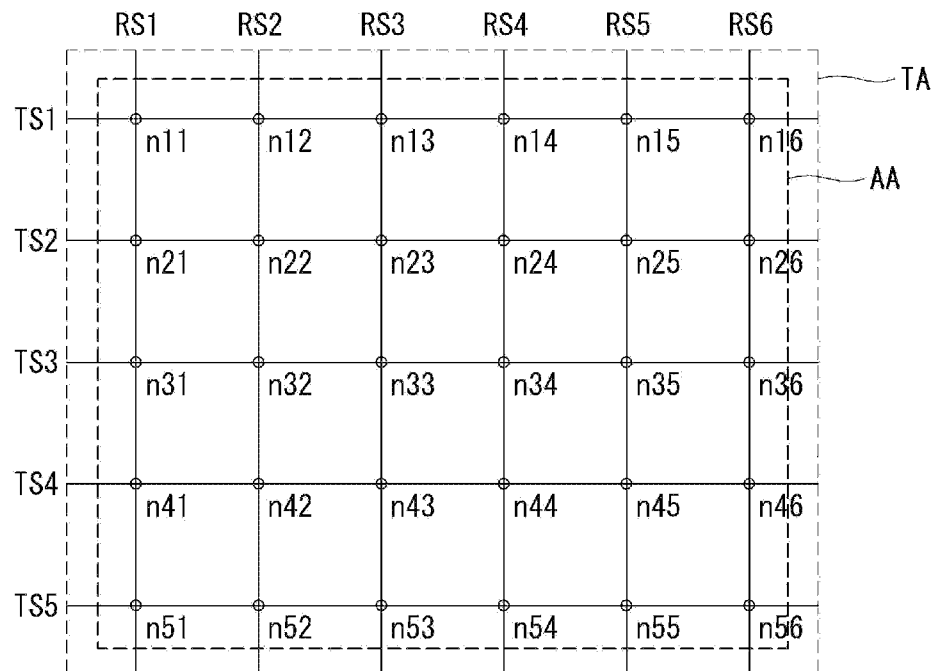 RS1 RS2 RS3 RS4 RS5 RS6
TA
TS1
n11 n12 n13 n14 n15 n16
AA
TS2
n21 n22 n23 n24 n25 n26
TS3
n31 n32 n33 n34 n35 n36
TS4
n41 n42 n43 n44 n45 n46
TS5
n51 n52 n53 n54 n55 n56